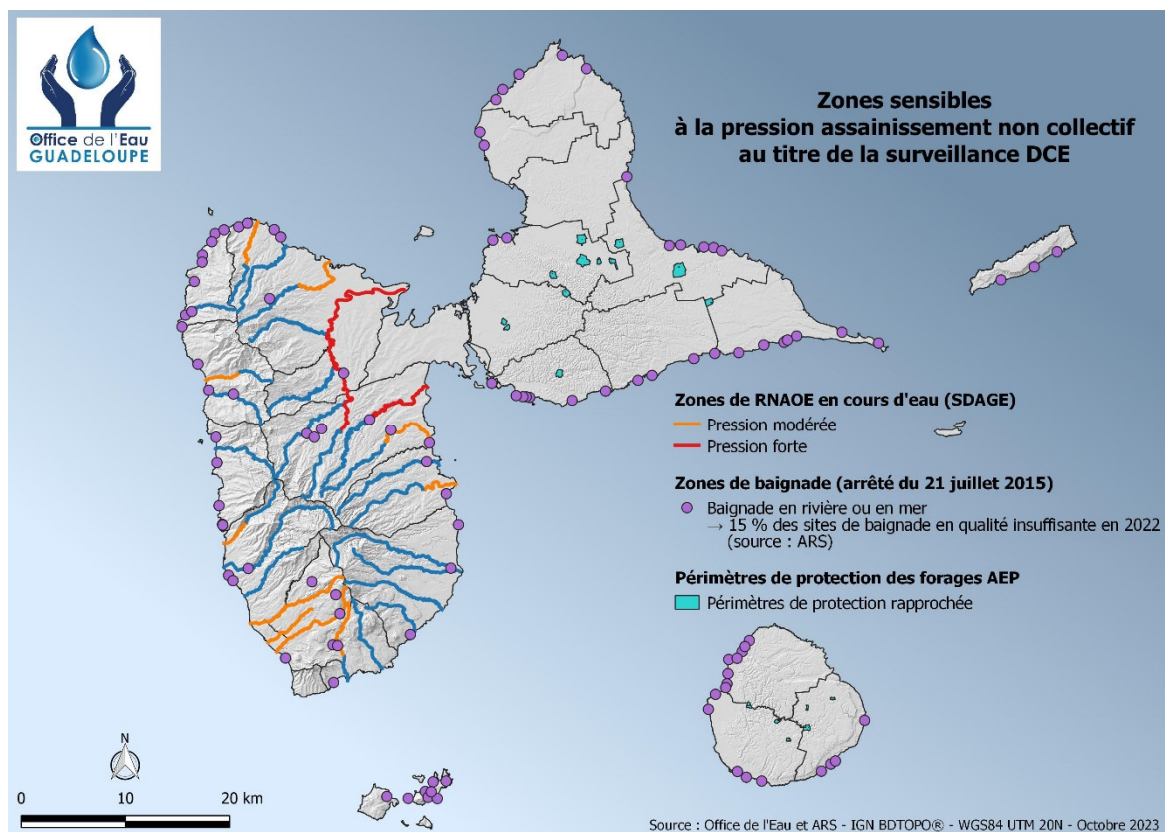 Office de l'Eau
GUADELOUPE
Zones sensibles
à la pression assainissement non collectif
au titre de la surveillance DCE
Zones de RNAOE en cours d'eau (SDAGE)
Pression modérée
Pression forte
Zones de baignade (arrêté du 21 juillet 2015)
Baignade en rivière ou en mer
→ 15 % des sites de baignade en qualité insuffisante en 2022
(source : ARS)
Périmètres de protection des forages AEP
Périmètres de protection rapprochée
N
0 10 20 km
Source : Office de l'Eau et ARS - IGN BDTOPO® - WGS84 UTM 20N - Octobre 2023